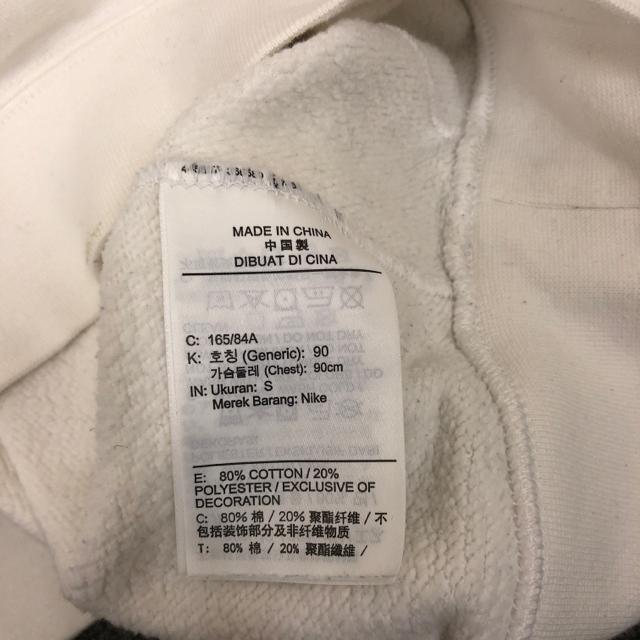 MADE IN CHINA
中国製
DIBUAT DI CINA
C: 165/84A
K: 호칭 (Generic): 90
가슴둘레 (Chest): 90cm
IN: Ukuran: S
Merek Barang: Nike
E: 80% COTTON / 20%
POLYESTER / EXCLUSIVE OF
DECORATION
C: 80% 棉 / 20% 聚酯纤维 / 不
包括装饰部分及非纤维物质
T: 80% 棉 / 20% 聚酯纖維 /